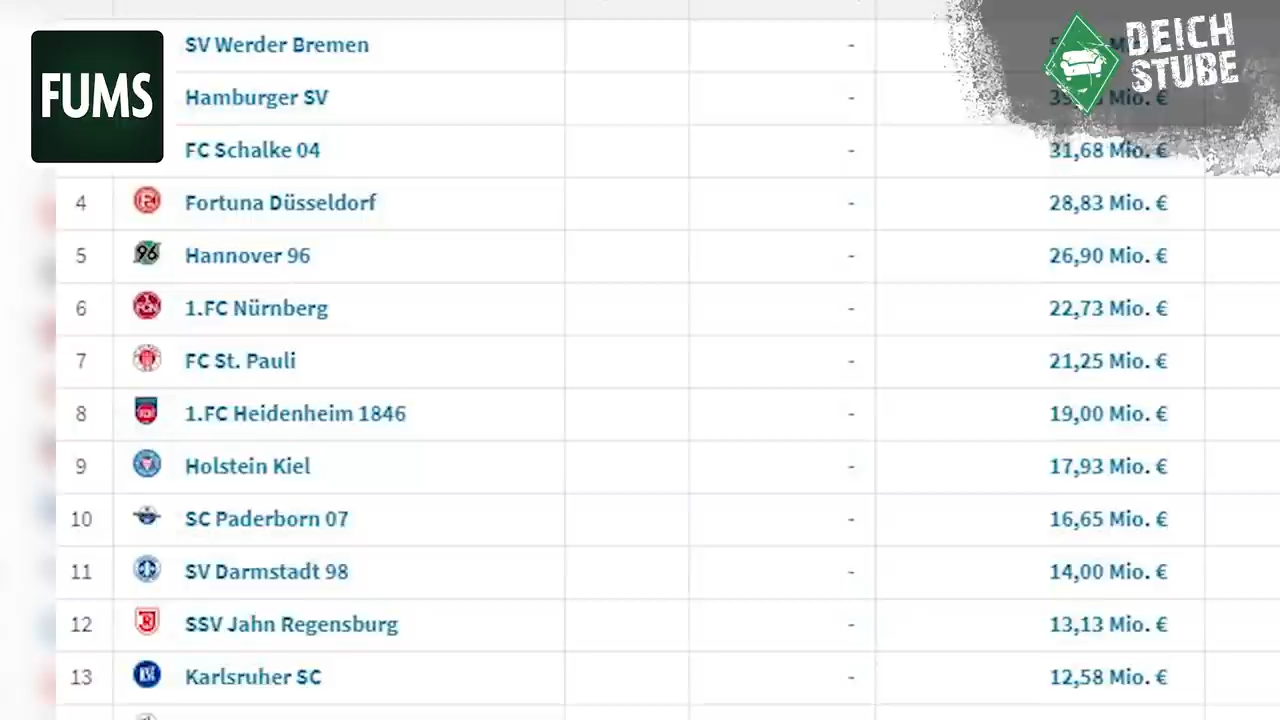 SV Werder Bremen -
FUMS
DEICH
STUBE
Hamburger SV - Mio. €
FC Schalke 04 - 31,68 Mio. €
4 Fortuna Düsseldorf - 28,83 Mio. €
5 96 Hannover 96 - 26,90 Mio. €
6 FCN 1.FC Nürnberg - 22,73 Mio. €
7 FC St. Pauli - 21,25 Mio. €
8 1.FC Heidenheim 1846 - 19,00 Mio. €
9 Holstein Kiel - 17,93 Mio. €
10 SC Paderborn 07 - 16,65 Mio. €
11 SV Darmstadt 98 - 14,00 Mio. €
12 SSV Jahn Regensburg - 13,13 Mio. €
13 KSC Karlsruher SC - 12,58 Mio. €